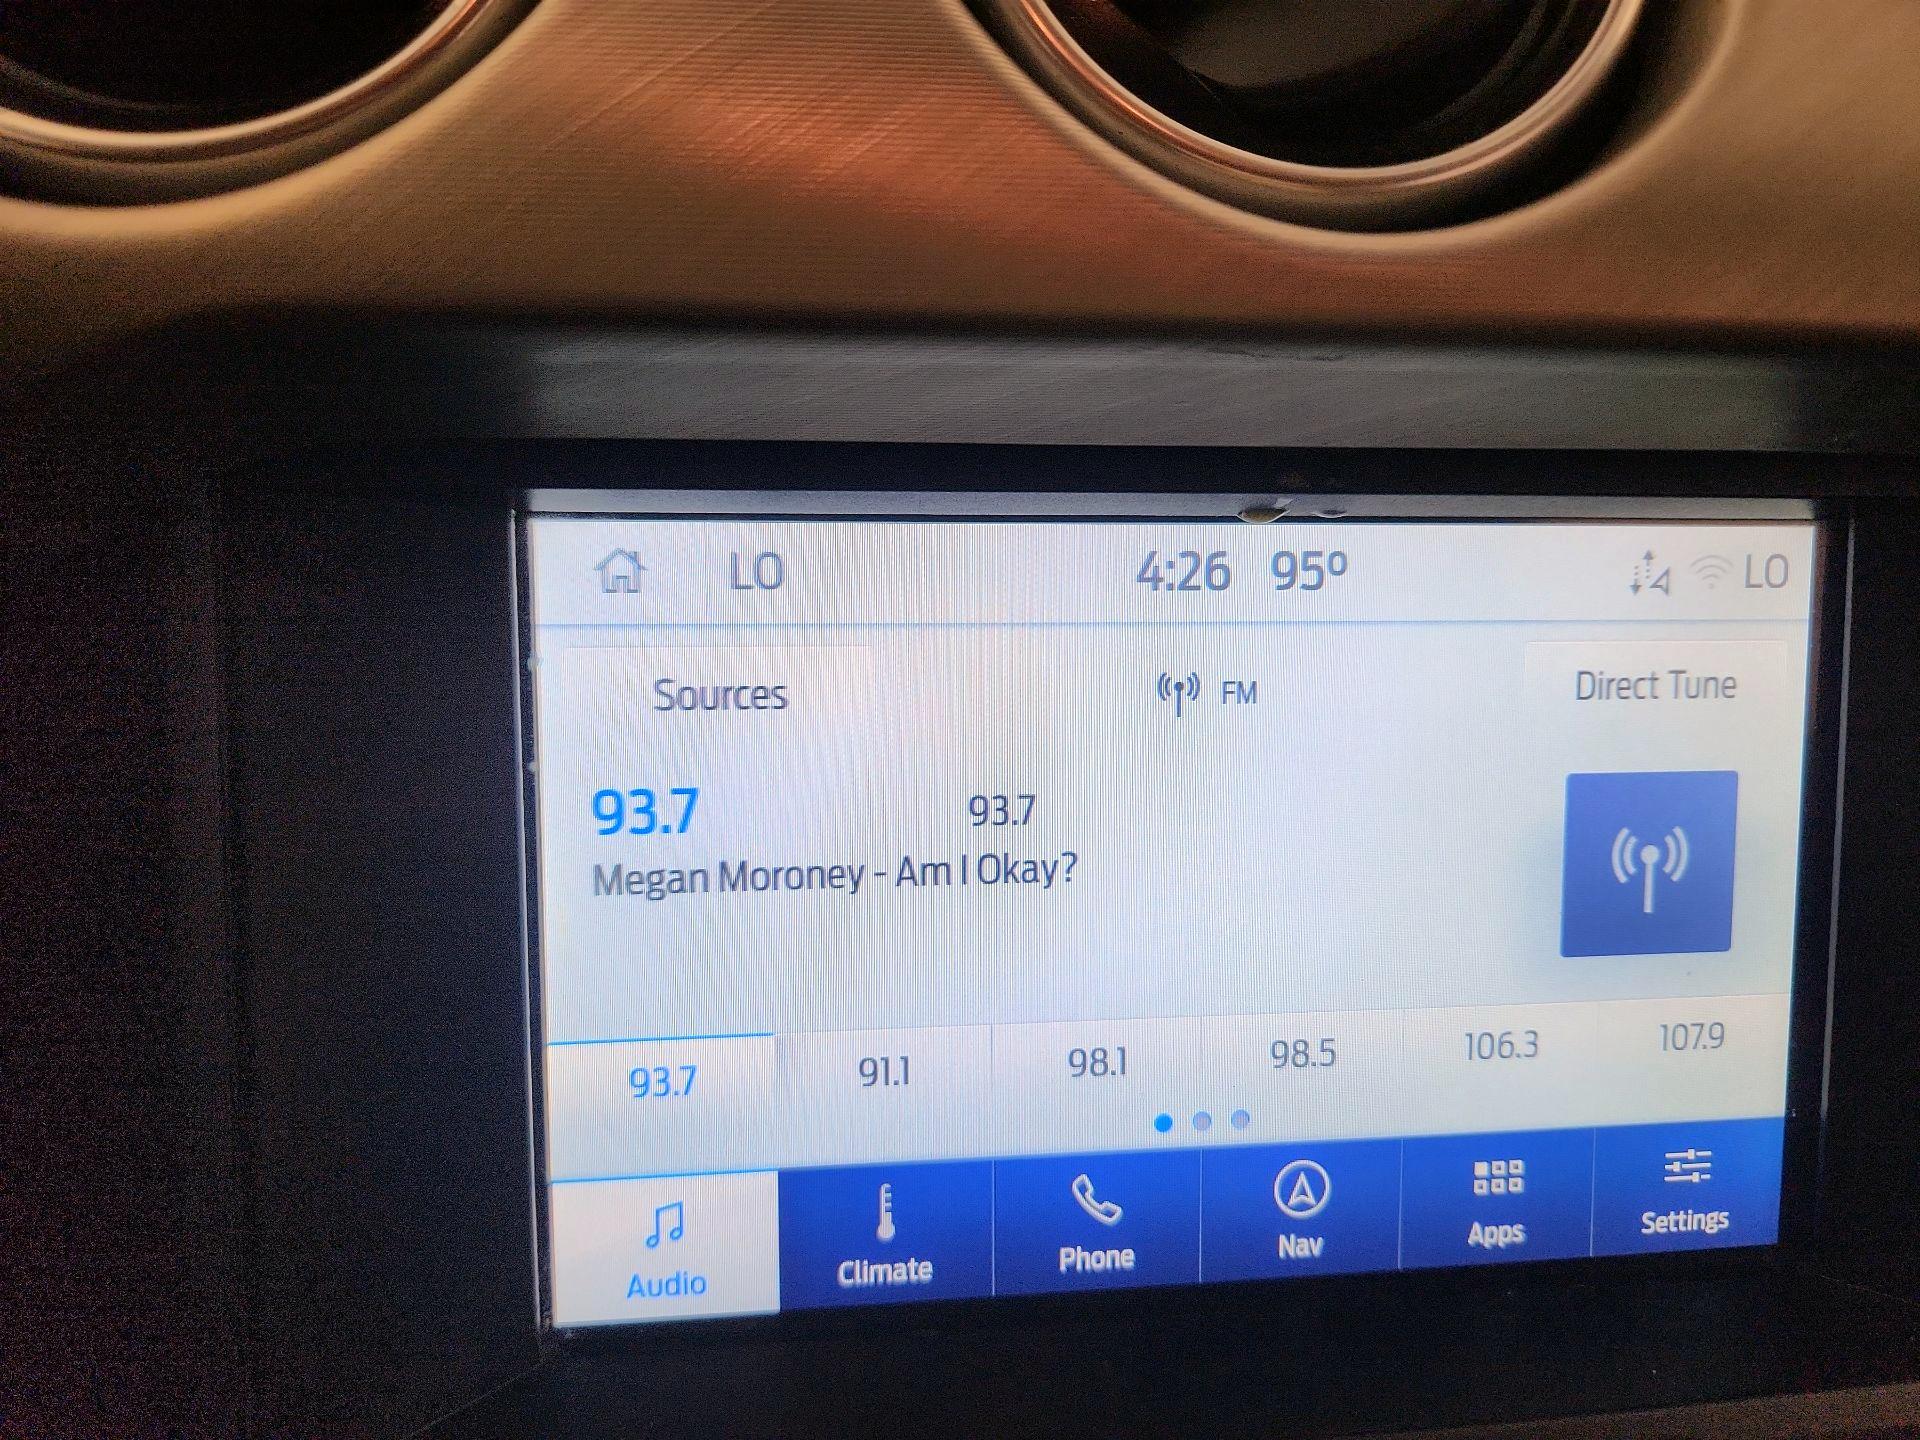 LO 4:26 95° LO
Sources FM Direct Tune
93.7 93.7
Megan Moroney - Am I Okay?
93.7 91.1 98.1 98.5 106.3 107.9
Audio Climate Phone Nav Apps Settings